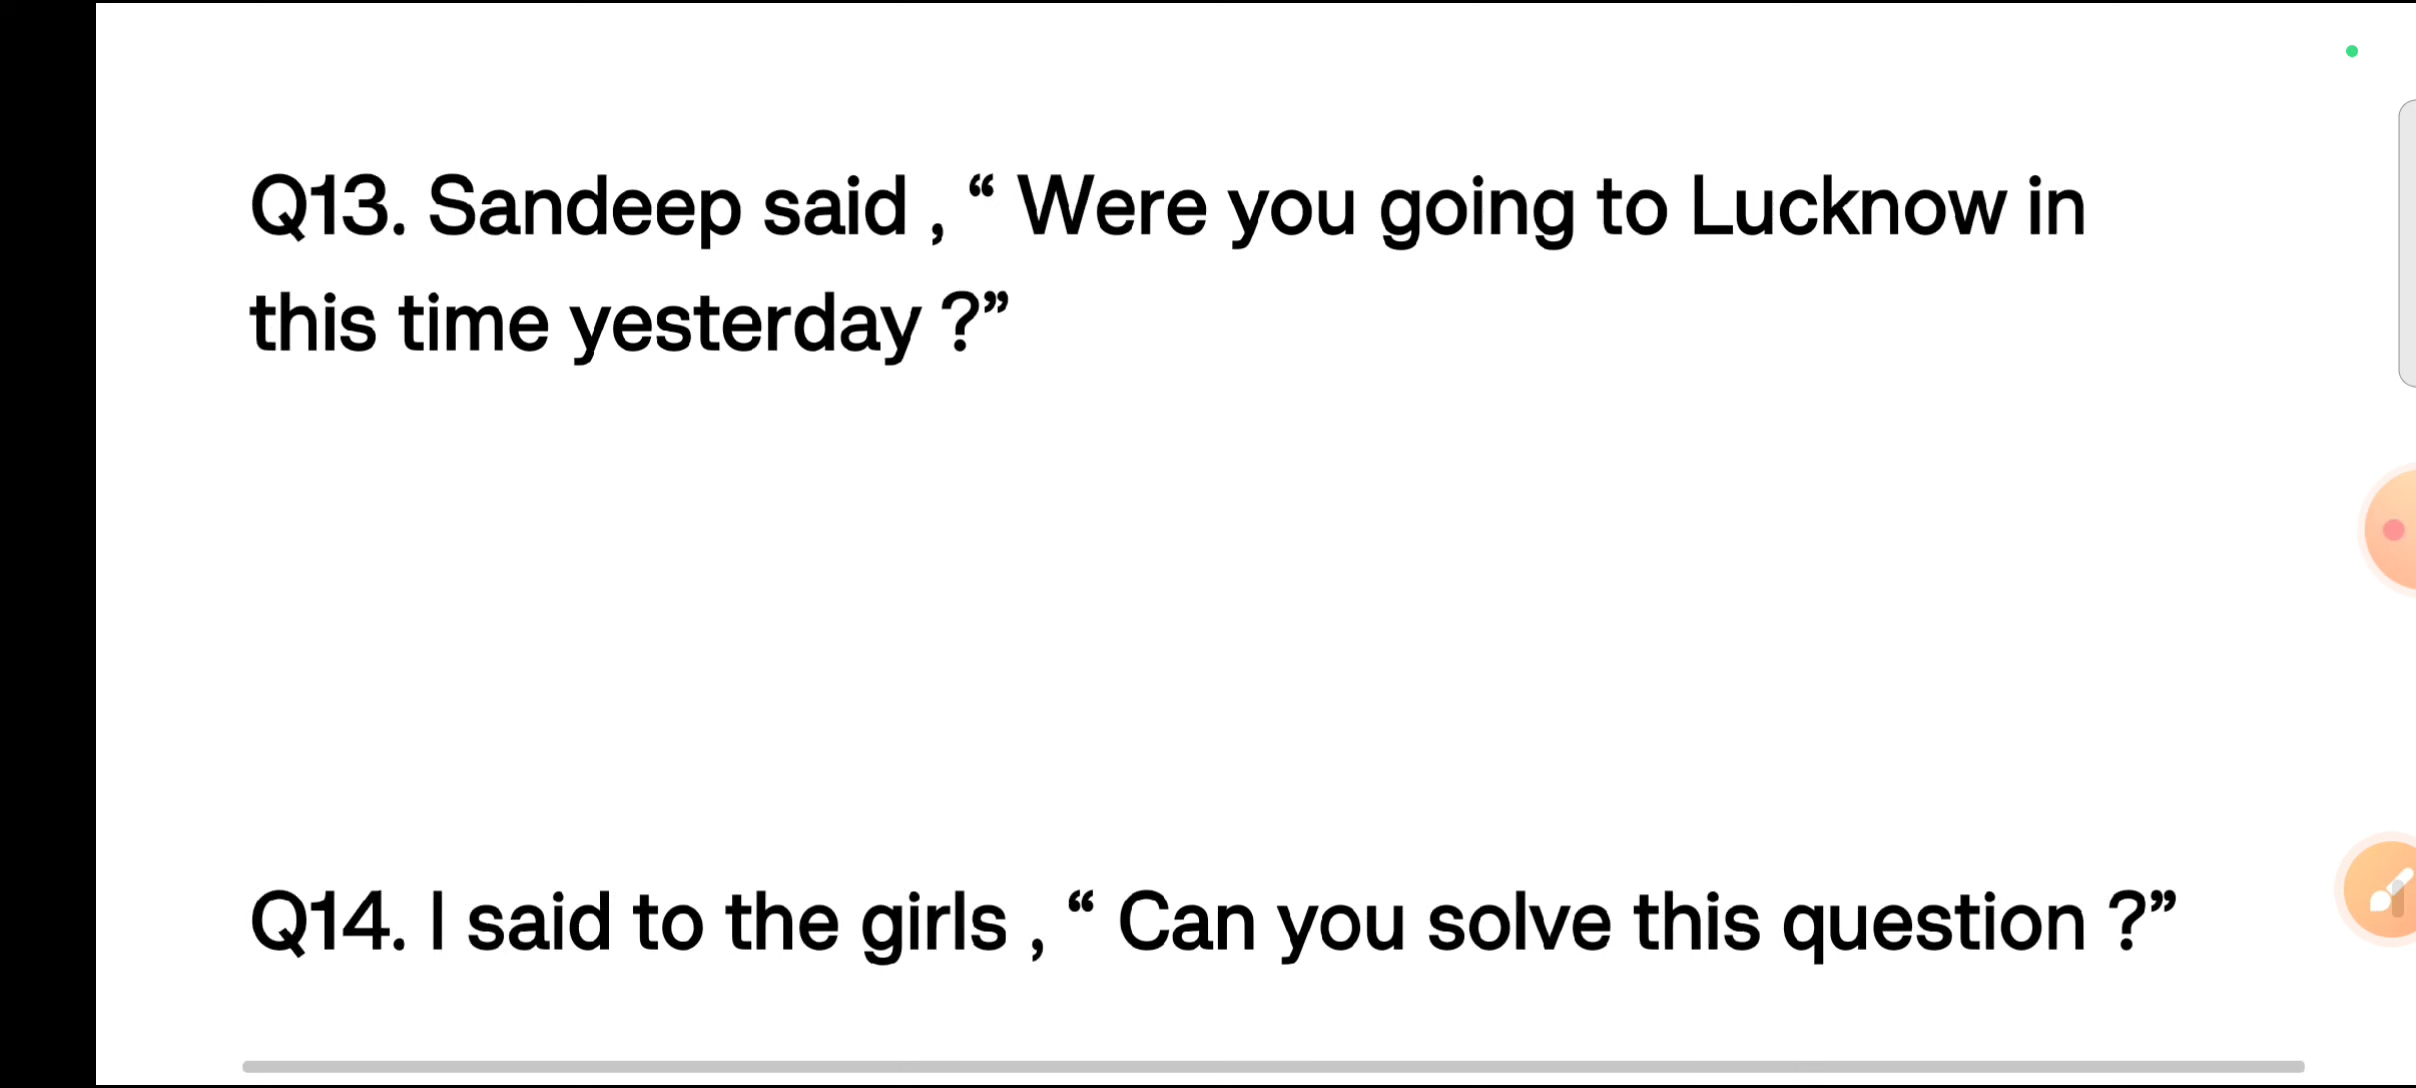 Q13. Sandeep said , “ Were you going to Lucknow in
this time yesterday ?”
Q14. I said to the girls , “ Can you solve this question ?”